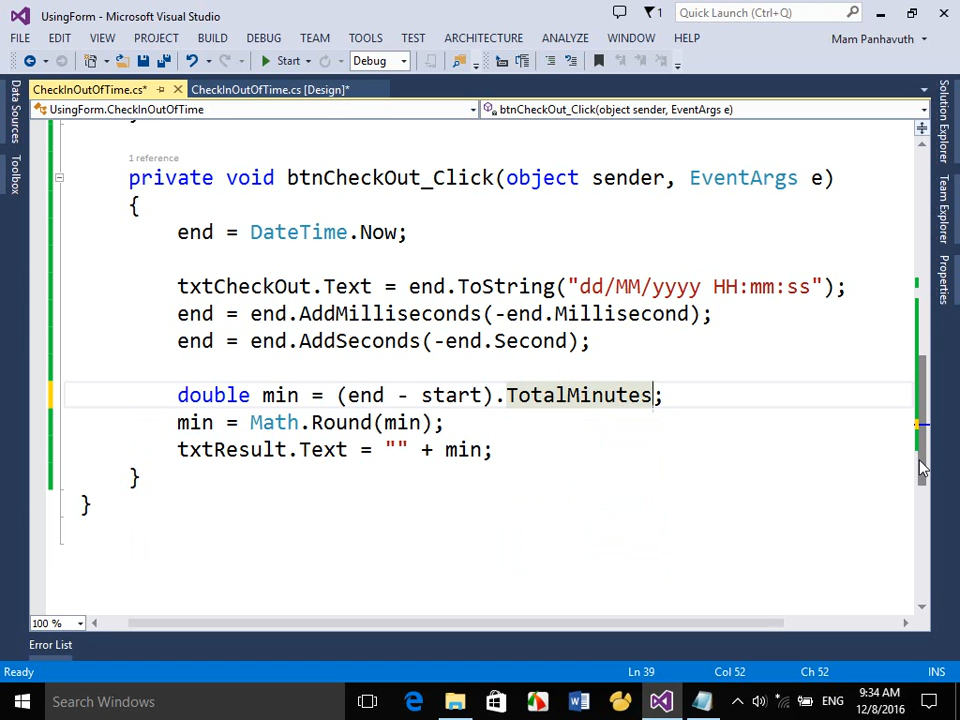 UsingForm - Microsoft Visual Studio
1
Quick Launch (Ctrl+Q)
FILE EDIT VIEW PROJECT BUILD DEBUG TEAM TOOLS TEST ARCHITECTURE ANALYZE WINDOW HELP
Mam Panhavuth
Start Debug
CheckInOutOfTime.cs* CheckInOutOfTime.cs [Design]*
UsingForm.CheckInOutOfTime btnCheckOut_Click(object sender, EventArgs e)
Data Sources
Toolbox
Solution Explorer
Team Explorer
Properties
1 reference
private void btnCheckOut_Click(object sender, EventArgs e)
{
end = DateTime.Now;
txtCheckOut.Text = end.ToString("dd/MM/yyyy HH:mm:ss");
end = end.AddMilliseconds(-end.Millisecond);
end = end.AddSeconds(-end.Second);
double min = (end - start).TotalMinutes;
min = Math.Round(min);
txtResult.Text = "" + min;
}
}
100 %
Error List
Ready Ln 39 Col 52 Ch 52 INS
Search Windows
ENG
9:34 AM
12/8/2016